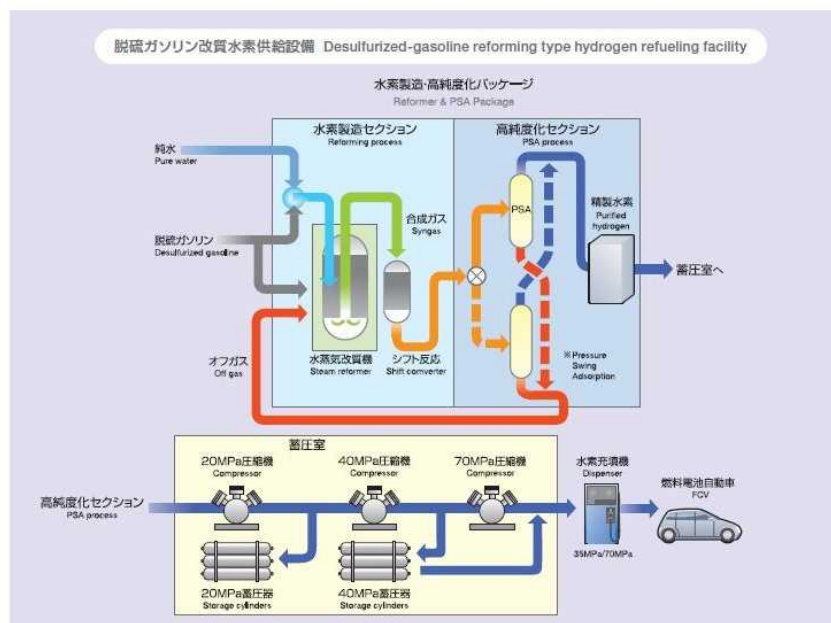 脱硫ガソリン改質水素供給設備 Desulfurized-gasoline reforming type hydrogen refueling facility
水素製造・高純度化パッケージ
Reformer & PSA Package
水素製造セクション
Reforming process
高純度化セクション
PSA process
純水
Pure water
脱硫ガソリン
Desulfurized gasoline
合成ガス
Syngas
PSA
精製水素
Purified
hydrogen
蓄圧室へ
オフガス
Off gas
水蒸気改質機
Steam reformer
シフト反応
Shift comverter
※Pressure
Swing
Adsorption
蓄圧室
20MPa圧縮機
Compressor
40MPa圧縮機
Compressor
70MPa圧縮機
Compressor
水素充填機
Dispenser
燃料電池自動車
FCV
高純度化セクション
PSA process
35MPa/70MPa
20MPa蓄圧器
Storage cylinders
40MPa蓄圧器
Storage cylinders